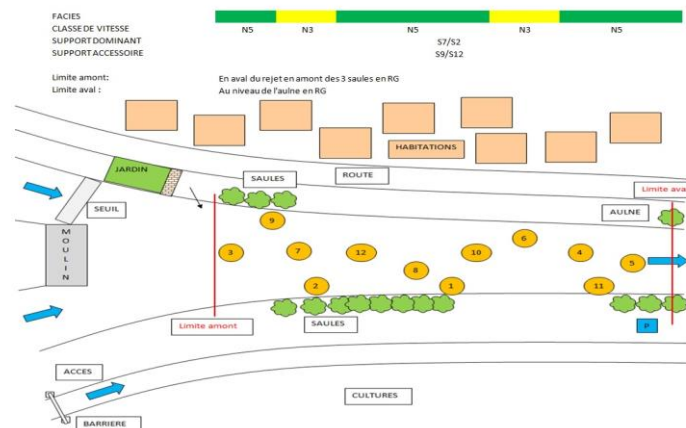 FACIES
CLASSE DE VITESSE N5 N3 N5 N3 N5
SUPPORT DOMINANT S7/S2
SUPPORT ACCESSOIRE S9/S12
Limite amont: En aval du rejet en amont des 3 saules en RG
Limite aval : Au niveau de l'aulne en RG
HABITATIONS
JARDIN
SAULES
ROUTE
Limite ava
SEUIL
AULNE
MOULIN
9
6
3
7
12
10
4
5
8
2
1
11
Limite amont
SAULES
P
ACCES
CULTURES
BARRIERE